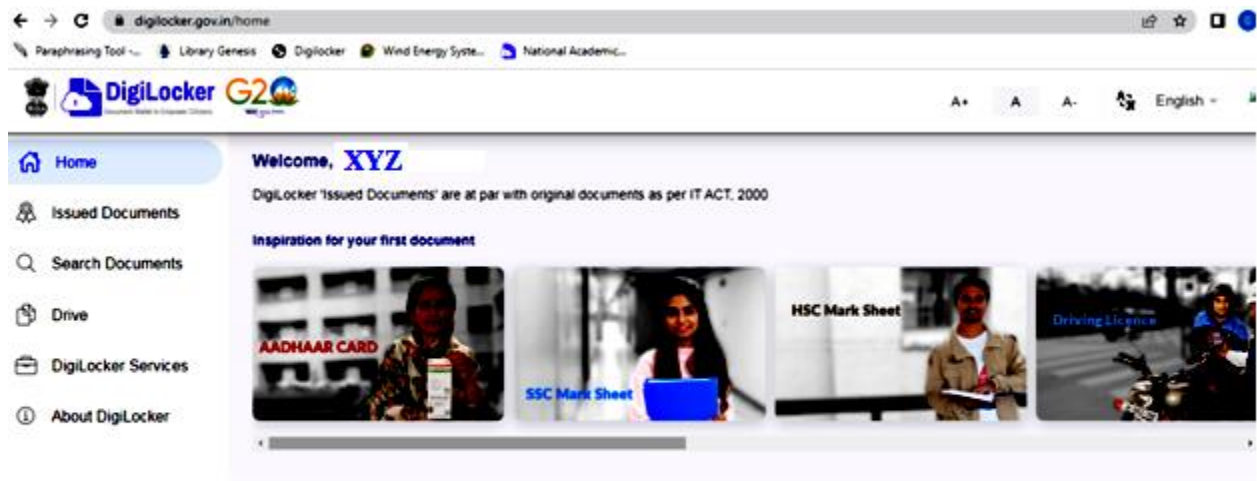 digilocker.gov.in/home
Paraphrasing Tool -... Library Genesis Digilocker Wind Energy Syste... National Academic...
DigiLocker G20
A+ A A- English
Home
Issued Documents
Search Documents
Drive
DigiLocker Services
About DigiLocker
Welcome, XYZ
DigiLocker 'Issued Documents' are at par with original documents as per IT ACT, 2000
Inspiration for your first document
AADHAAR CARD
SSC Mark Sheet
HSC Mark Sheet
Driving Licence